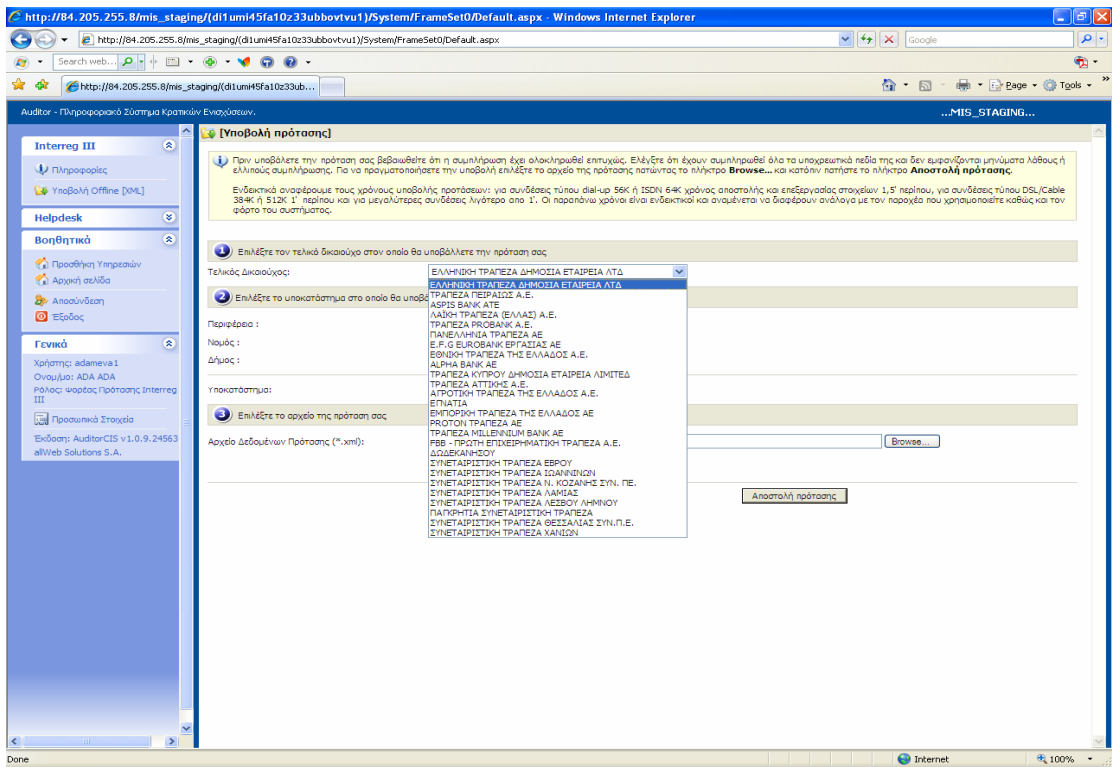 http://84.205.255.8/mis_staging/(di1umi45fa10z33ubbovtvu1)/System/FrameSet0/Default.aspx - Windows Internet Explorer
http://84.205.255.8/mis_staging/(di1umi45fa10z33ubbovtvu1)/System/FrameSet0/Default.aspx
Google
Search web...
http://84.205.255.8/mis_staging/(di1umi45fa10z33ub...
Page
Tools
Auditor - Πληροφοριακό Σύστημα Κρατικών Ενισχύσεων.
...MIS_STAGING...
Interreg III
Πληροφορίες
Υποβολή Offline [XML]
Helpdesk
Βοηθητικά
Προσθήκη Υπηρεσιών
Αρχική σελίδα
Αποσύνδεση
Έξοδος
Γενικά
Χρήστης: adameva1
Ονομ/μο: ADA ADA
Ρόλος: Φορέας Πρότασης Interreg III
Προσωπικά Στοιχεία
Έκδοση: AuditorCIS v1.0.9.24563
allWeb Solutions S.A.
[Υποβολή πρότασης]
Πριν υποβάλετε την πρόταση σας βεβαιωθείτε ότι η συμπλήρωση έχει ολοκληρωθεί επιτυχώς. Ελέγξτε ότι έχουν συμπληρωθεί όλα τα υποχρεωτικά πεδία της και δεν εμφανίζονται μηνύματα λάθους ή
ελλιπούς συμπλήρωσης. Για να πραγματοποιήσετε την υποβολή επιλέξτε το αρχείο της πρότασης πατώντας το πλήκτρο Browse... και κατόπιν πατήστε το πλήκτρο Αποστολή πρότασης.
Ενδεικτικά αναφέρουμε τους χρόνους υποβολής προτάσεων: για συνδέσεις τύπου dial-up 56K ή ISDN 64K χρόνος αποστολής και επεξεργασίας στοιχείων 1,5' περίπου, για συνδέσεις τύπου DSL/Cable
384K ή 512K 1' περίπου και για μεγαλύτερες συνδέσεις λιγότερο απο 1'. Οι παραπάνω χρόνοι είναι ενδεικτικοί και αναμένεται να διαφέρουν ανάλογα με τον παροχέα που χρησιμοποιείτε καθώς και τον
φόρτο του συστήματος.
1 Επιλέξτε τον τελικό δικαιούχο στον οποίο θα υποβάλλετε την πρόταση σας
Τελικός Δικαιούχος:
ΕΛΛΗΝΙΚΗ ΤΡΑΠΕΖΑ ΔΗΜΟΣΙΑ ΕΤΑΙΡΕΙΑ ΛΤΔ
2 Επιλέξτε το υποκατάστημα στο οποίο θα υποβ
Περιφέρεια :
Νομός :
Δήμος :
Υποκατάστημα:
3 Επιλέξτε το αρχείο της πρόταση σας
Αρχείο Δεδομένων Πρότασης (*.xml):
Browse...
Αποστολή πρότασης
ΕΛΛΗΝΙΚΗ ΤΡΑΠΕΖΑ ΔΗΜΟΣΙΑ ΕΤΑΙΡΕΙΑ ΛΤΔ
ΤΡΑΠΕΖΑ ΠΕΙΡΑΙΩΣ Α.Ε.
ASPIS BANK ATE
ΛΑΪΚΗ ΤΡΑΠΕΖΑ (ΕΛΛΑΣ) Α.Ε.
ΤΡΑΠΕΖΑ PROBANK Α.Ε.
ΠΑΝΕΛΛΗΝΙΑ ΤΡΑΠΕΖΑ ΑΕ
E.F.G EUROBANK ΕΡΓΑΣΙΑΣ ΑΕ
ΕΘΝΙΚΗ ΤΡΑΠΕΖΑ ΤΗΣ ΕΛΛΑΔΟΣ Α.Ε.
ALPHA BANK AE
ΤΡΑΠΕΖΑ ΚΥΠΡΟΥ ΔΗΜΟΣΙΑ ΕΤΑΙΡΕΙΑ ΛΙΜΙΤΕΔ
ΤΡΑΠΕΖΑ ΑΤΤΙΚΗΣ Α.Ε.
ΑΓΡΟΤΙΚΗ ΤΡΑΠΕΖΑ ΤΗΣ ΕΛΛΑΔΟΣ Α.Ε.
ΕΓΝΑΤΙΑ
ΕΜΠΟΡΙΚΗ ΤΡΑΠΕΖΑ ΤΗΣ ΕΛΛΑΔΟΣ ΑΕ
PROTON ΤΡΑΠΕΖΑ ΑΕ
ΤΡΑΠΕΖΑ MILLENNIUM BANK AE
FBB - ΠΡΩΤΗ ΕΠΙΧΕΙΡΗΜΑΤΙΚΗ ΤΡΑΠΕΖΑ Α.Ε.
ΔΩΔΕΚΑΝΗΣΟΥ
ΣΥΝΕΤΑΙΡΙΣΤΙΚΗ ΤΡΑΠΕΖΑ ΕΒΡΟΥ
ΣΥΝΕΤΑΙΡΙΣΤΙΚΗ ΤΡΑΠΕΖΑ ΙΩΑΝΝΙΝΩΝ
ΣΥΝΕΤΑΙΡΙΣΤΙΚΗ ΤΡΑΠΕΖΑ Ν. ΚΟΖΑΝΗΣ ΣΥΝ. ΠΕ.
ΣΥΝΕΤΑΙΡΙΣΤΙΚΗ ΤΡΑΠΕΖΑ ΛΑΜΙΑΣ
ΣΥΝΕΤΑΙΡΙΣΤΙΚΗ ΤΡΑΠΕΖΑ ΛΕΣΒΟΥ ΛΗΜΝΟΥ
ΠΑΓΚΡΗΤΙΑ ΣΥΝΕΤΑΙΡΙΣΤΙΚΗ ΤΡΑΠΕΖΑ
ΣΥΝΕΤΑΙΡΙΣΤΙΚΗ ΤΡΑΠΕΖΑ ΘΕΣΣΑΛΙΑΣ ΣΥΝ.Π.Ε.
ΣΥΝΕΤΑΙΡΙΣΤΙΚΗ ΤΡΑΠΕΖΑ ΧΑΝΙΩΝ
Done
Internet
100%